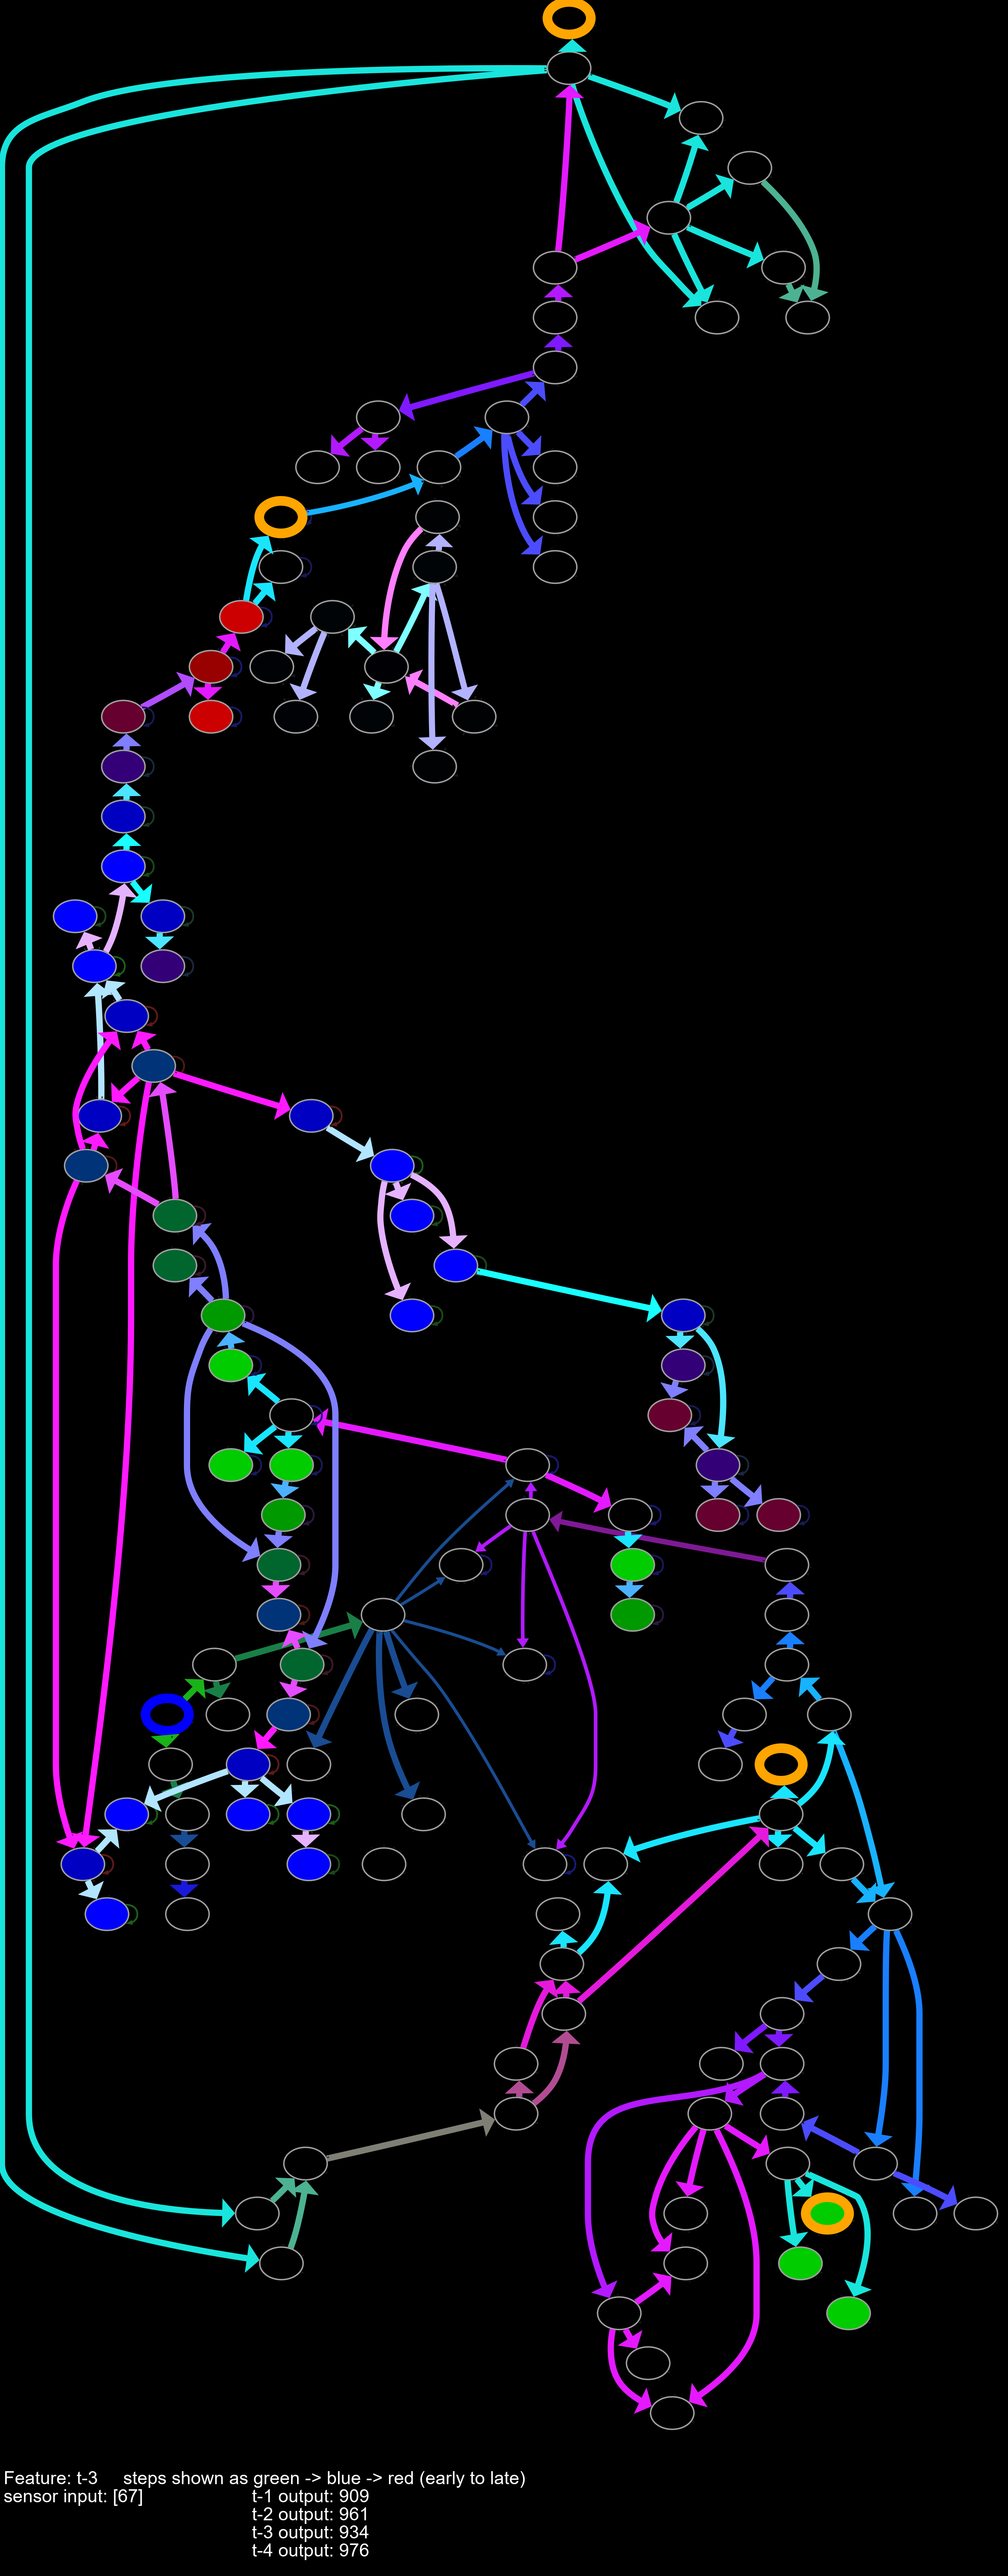 Feature: t-3 steps shown as green -> blue -> red (early to late)
sensor input: [67] t-1 output: 909
t-2 output: 961
t-3 output: 934
t-4 output: 976